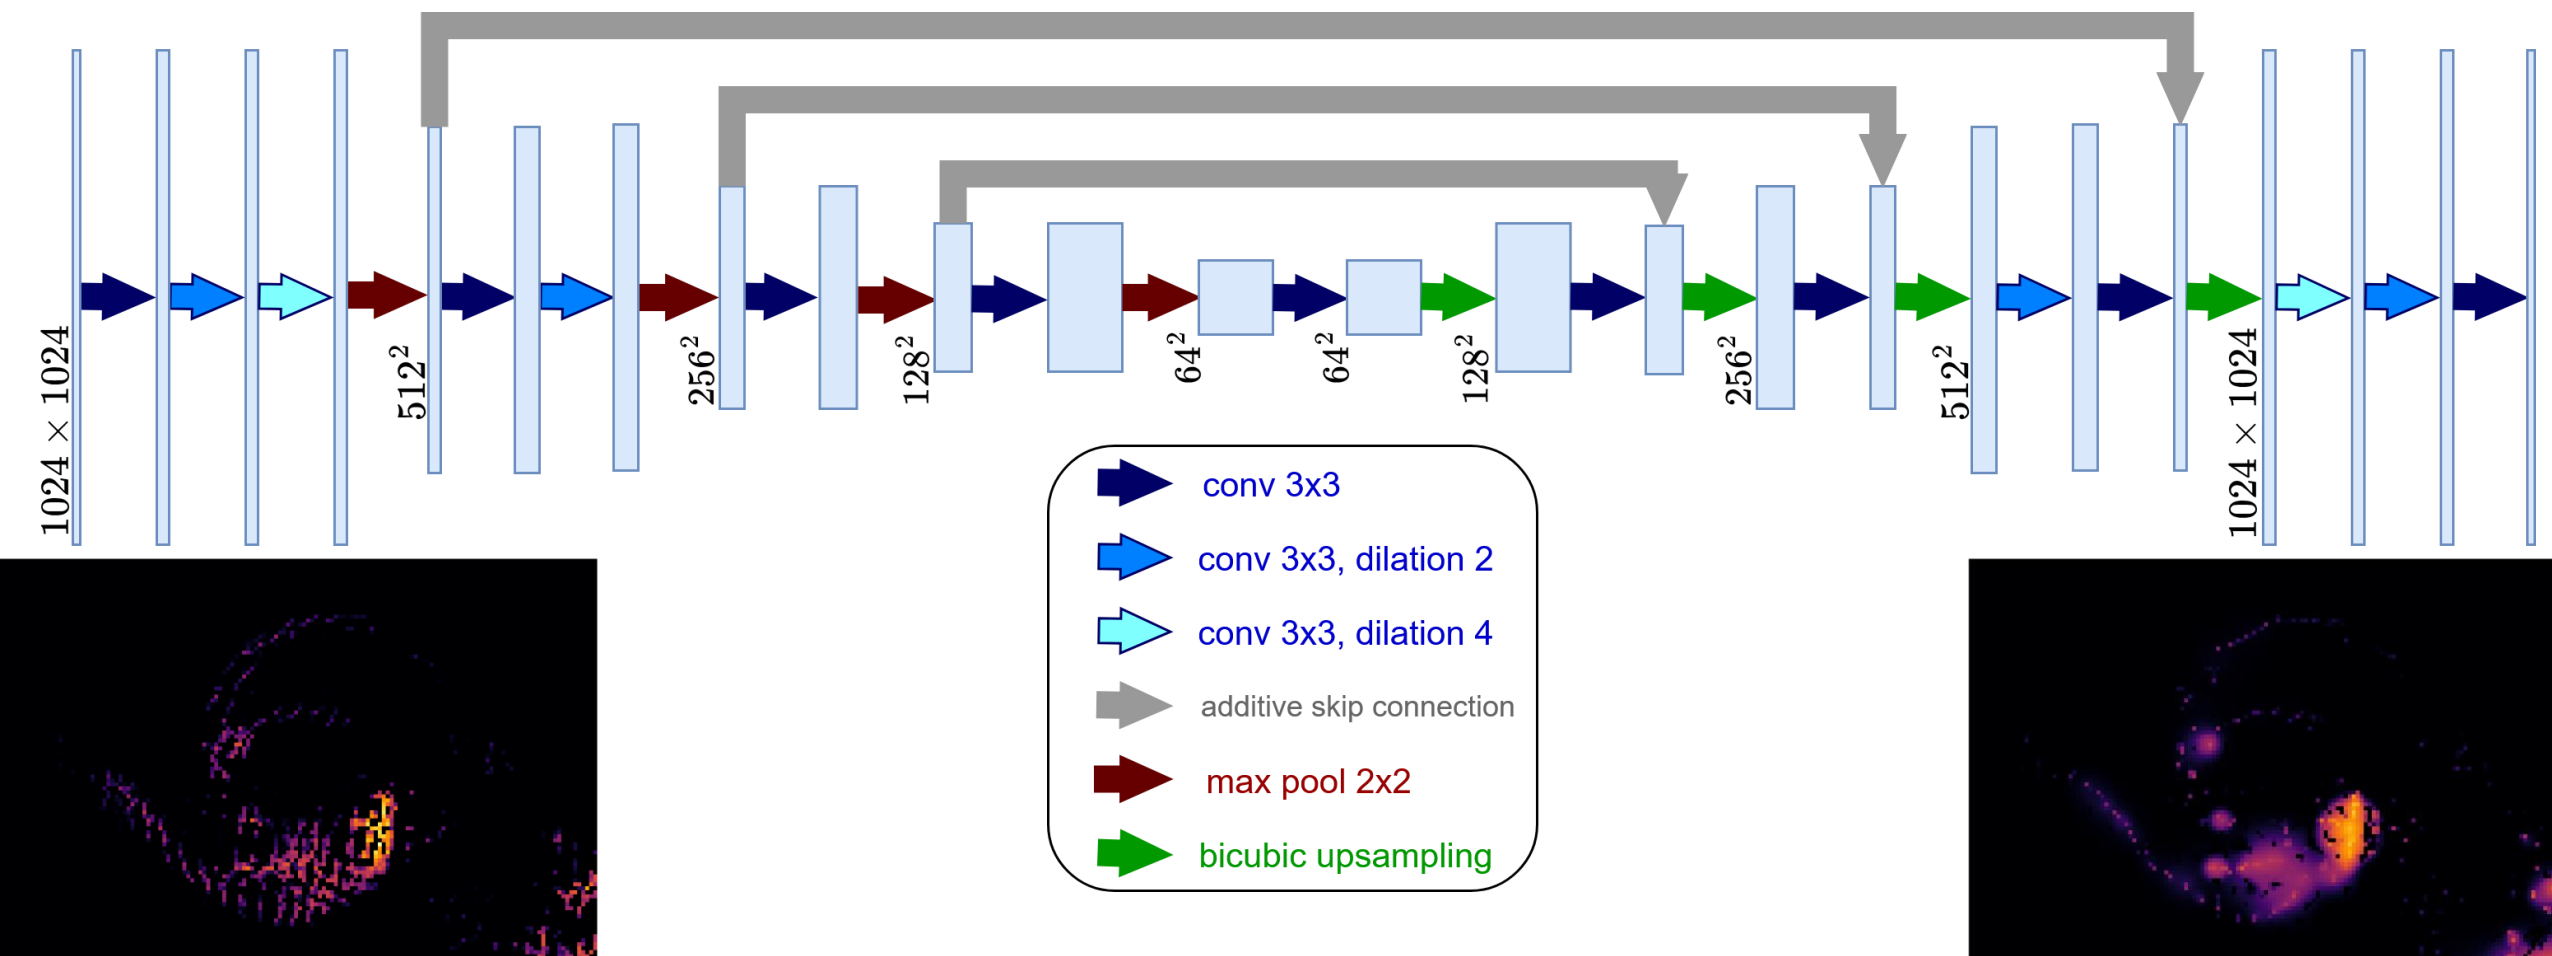 1024 × 1024
512²
256²
128²
64²
64²
128²
256²
512²
1024 × 1024
conv 3x3
conv 3x3, dilation 2
conv 3x3, dilation 4
additive skip connection
max pool 2x2
bicubic upsampling